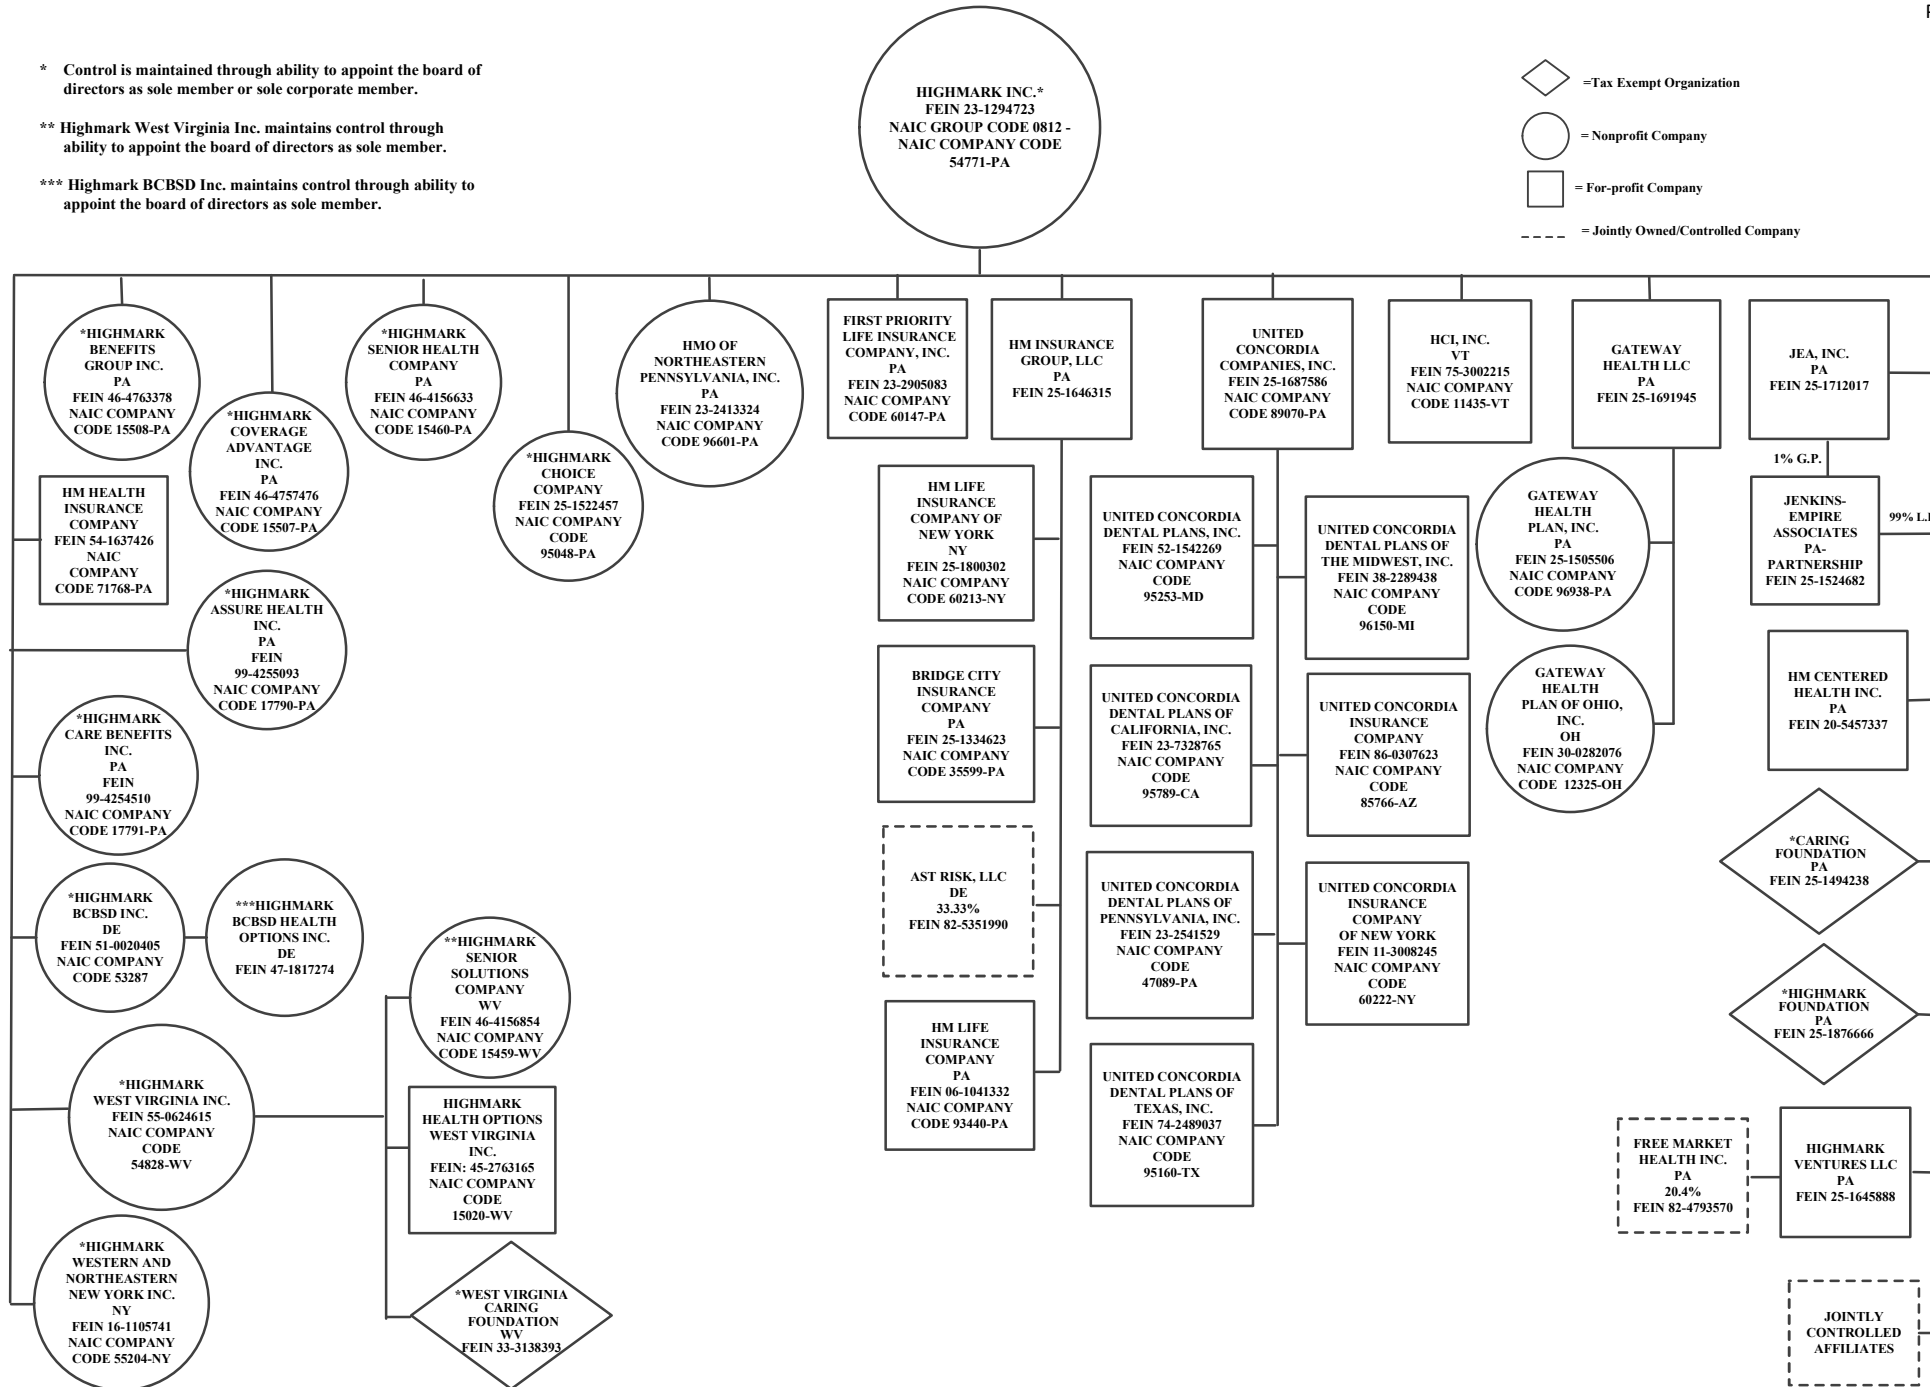 F
* Control is maintained through ability to appoint the board of
directors as sole member or sole corporate member.
** Highmark West Virginia Inc. maintains control through
ability to appoint the board of directors as sole member.
*** Highmark BCBSD Inc. maintains control through ability to
appoint the board of directors as sole member.
HIGHMARK INC.*
FEIN 23-1294723
NAIC GROUP CODE 0812 -
NAIC COMPANY CODE
54771-PA
=Tax Exempt Organization
= Nonprofit Company
= For-profit Company
= Jointly Owned/Controlled Company
*HIGHMARK
BENEFITS
GROUP INC.
PA
FEIN 46-4763378
NAIC COMPANY
CODE 15508-PA
*HIGHMARK
COVERAGE
ADVANTAGE
INC.
PA
FEIN 46-4757476
NAIC COMPANY
CODE 15507-PA
*HIGHMARK
SENIOR HEALTH
COMPANY
PA
FEIN 46-4156633
NAIC COMPANY
CODE 15460-PA
*HIGHMARK
CHOICE
COMPANY
FEIN 25-1522457
NAIC COMPANY
CODE
95048-PA
HMO OF
NORTHEASTERN
PENNSYLVANIA, INC.
PA
FEIN 23-2413324
NAIC COMPANY
CODE 96601-PA
FIRST PRIORITY
LIFE INSURANCE
COMPANY, INC.
PA
FEIN 23-2905083
NAIC COMPANY
CODE 60147-PA
HM INSURANCE
GROUP, LLC
PA
FEIN 25-1646315
UNITED
CONCORDIA
COMPANIES, INC.
FEIN 25-1687586
NAIC COMPANY
CODE 89070-PA
HCI, INC.
VT
FEIN 75-3002215
NAIC COMPANY
CODE 11435-VT
GATEWAY
HEALTH LLC
PA
FEIN 25-1691945
JEA, INC.
PA
FEIN 25-1712017
1% G.P.
JENKINS-
EMPIRE
ASSOCIATES
PA-
PARTNERSHIP
FEIN 25-1524682
99% L.
HM HEALTH
INSURANCE
COMPANY
FEIN 54-1637426
NAIC
COMPANY
CODE 71768-PA
*HIGHMARK
ASSURE HEALTH
INC.
PA
FEIN
99-4255093
NAIC COMPANY
CODE 17790-PA
*HIGHMARK
CARE BENEFITS
INC.
PA
FEIN
99-4254510
NAIC COMPANY
CODE 17791-PA
*HIGHMARK
BCBSD INC.
DE
FEIN 51-0020405
NAIC COMPANY
CODE 53287
***HIGHMARK
BCBSD HEALTH
OPTIONS INC.
DE
FEIN 47-1817274
*HIGHMARK
WEST VIRGINIA INC.
FEIN 55-0624615
NAIC COMPANY
CODE
54828-WV
**HIGHMARK
SENIOR
SOLUTIONS
COMPANY
WV
FEIN 46-4156854
NAIC COMPANY
CODE 15459-WV
HIGHMARK
HEALTH OPTIONS
WEST VIRGINIA
INC.
FEIN: 45-2763165
NAIC COMPANY
CODE
15020-WV
*WEST VIRGINIA
CARING
FOUNDATION
WV
FEIN 33-3138393
*HIGHMARK
WESTERN AND
NORTHEASTERN
NEW YORK INC.
NY
FEIN 16-1105741
NAIC COMPANY
CODE 55204-NY
HM LIFE
INSURANCE
COMPANY OF
NEW YORK
NY
FEIN 25-1800302
NAIC COMPANY
CODE 60213-NY
BRIDGE CITY
INSURANCE
COMPANY
PA
FEIN 25-1334623
NAIC COMPANY
CODE 35599-PA
AST RISK, LLC
DE
33.33%
FEIN 82-5351990
HM LIFE
INSURANCE
COMPANY
PA
FEIN 06-1041332
NAIC COMPANY
CODE 93440-PA
UNITED CONCORDIA
DENTAL PLANS, INC.
FEIN 52-1542269
NAIC COMPANY
CODE
95253-MD
UNITED CONCORDIA
DENTAL PLANS OF
THE MIDWEST, INC.
FEIN 38-2289438
NAIC COMPANY
CODE
96150-MI
UNITED CONCORDIA
DENTAL PLANS OF
CALIFORNIA, INC.
FEIN 23-7328765
NAIC COMPANY
CODE
95789-CA
UNITED CONCORDIA
INSURANCE
COMPANY
FEIN 86-0307623
NAIC COMPANY
CODE
85766-AZ
UNITED CONCORDIA
DENTAL PLANS OF
PENNSYLVANIA, INC.
FEIN 23-2541529
NAIC COMPANY
CODE
47089-PA
UNITED CONCORDIA
INSURANCE
COMPANY
OF NEW YORK
FEIN 11-3008245
NAIC COMPANY
CODE
60222-NY
UNITED CONCORDIA
DENTAL PLANS OF
TEXAS, INC.
FEIN 74-2489037
NAIC COMPANY
CODE
95160-TX
GATEWAY
HEALTH
PLAN, INC.
PA
FEIN 25-1505506
NAIC COMPANY
CODE 96938-PA
GATEWAY
HEALTH
PLAN OF OHIO,
INC.
OH
FEIN 30-0282076
NAIC COMPANY
CODE 12325-OH
HM CENTERED
HEALTH INC.
PA
FEIN 20-5457337
*CARING
FOUNDATION
PA
FEIN 25-1494238
*HIGHMARK
FOUNDATION
PA
FEIN 25-1876666
FREE MARKET
HEALTH INC.
PA
20.4%
FEIN 82-4793570
HIGHMARK
VENTURES LLC
PA
FEIN 25-1645888
JOINTLY
CONTROLLED
AFFILIATES